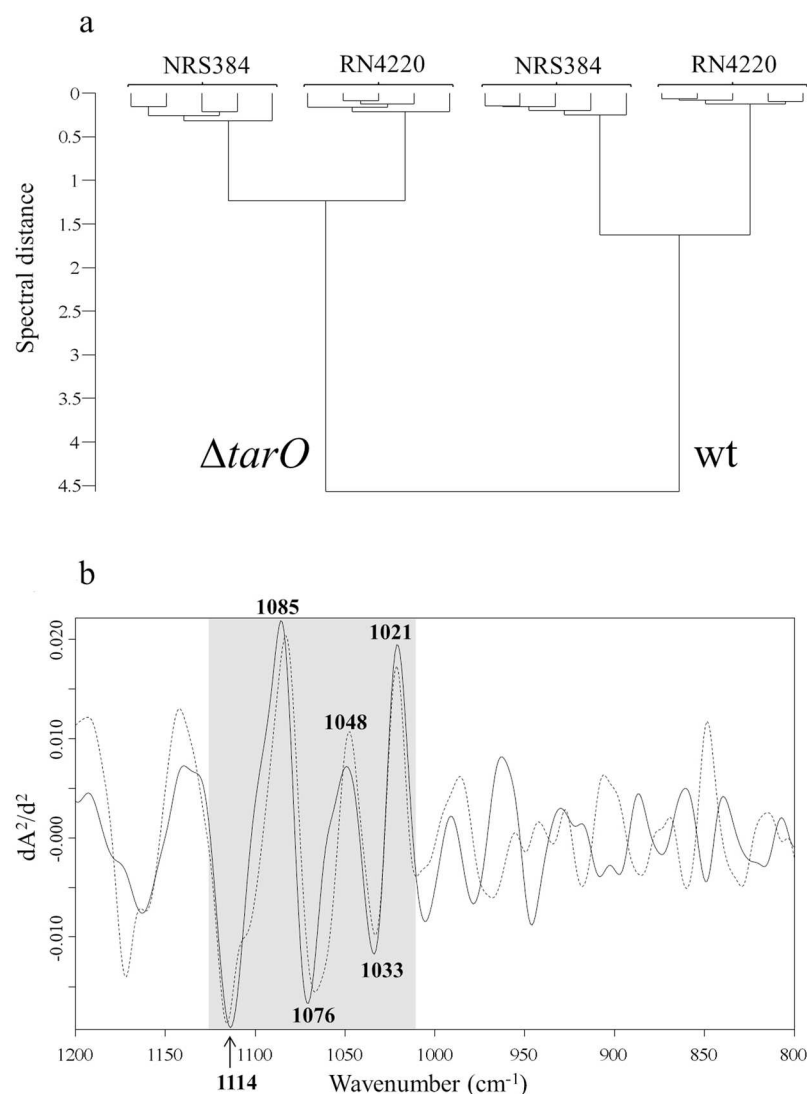 a
NRS384 RN4220 NRS384 RN4220
0
0.5
1
1.5
2
2.5
3
3.5
4
4.5
Spectral distance
ΔtarO wt
b
1085
1021
1048
0.020
0.010
-0.000
-0.010
dA²/d²
1033
1076
1200 1150 1100 1050 1000 950 900 850 800
1114
Wavenumber (cm⁻¹)